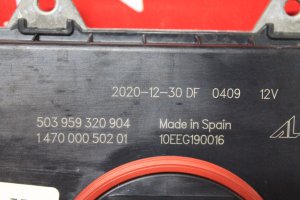 2020-12-30 DF 0409 12V
503 959 320 904 Made in Spain
1 470 000 502 01 10EEG190016